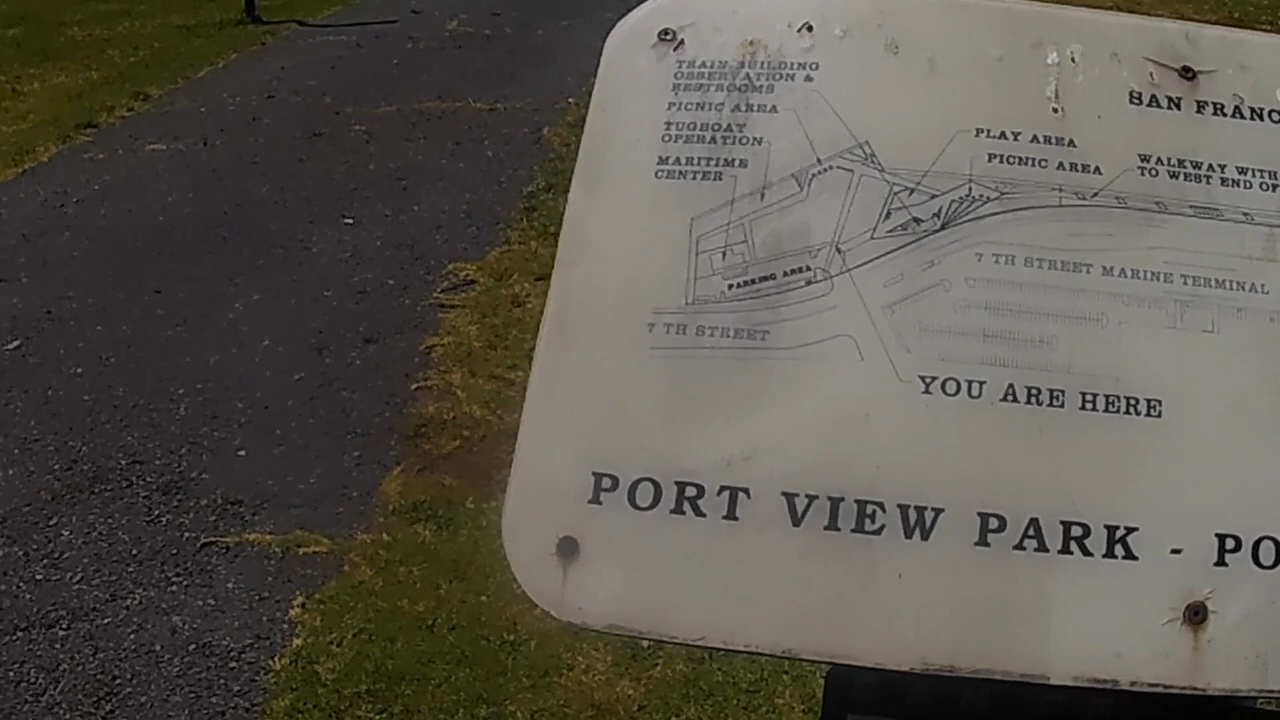 TRAIN BUILDING
OBSERVATION &
RESTROOMS
PICNIC AREA
TUGBOAT
OPERATION
MARITIME
CENTER
SAN FRANC
PLAY AREA
PICNIC AREA
WALKWAY WITH
TO WEST END OF
PARKING AREA
7 TH STREET MARINE TERMINAL
7 TH STREET
YOU ARE HERE
PORT VIEW PARK - PO